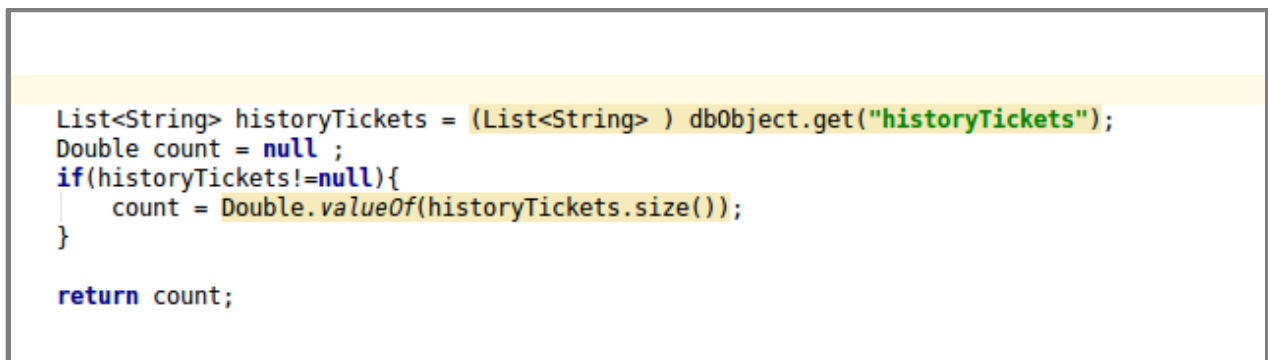 List<String> historyTickets = (List<String> ) dbObject.get("historyTickets");
Double count = null ;
if(historyTickets!=null){
    count = Double.valueOf(historyTickets.size());
}
return count;